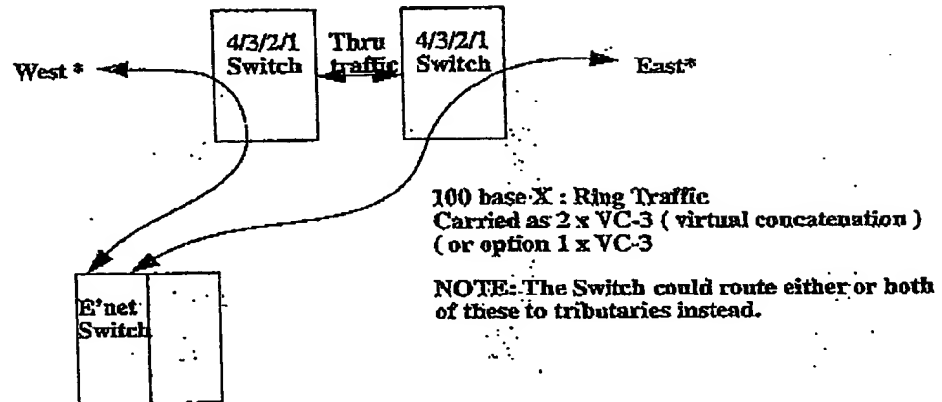 4/3/2/1
Switch
Thru
traffic
4/3/2/1
Switch
West *
East*
100 base X : Ring Traffic
Carried as 2 x VC-3 ( virtual concatenation )
( or option 1 x VC-3
NOTE: The Switch could route either or both
of these to tributaries instead.
E'net
Switch